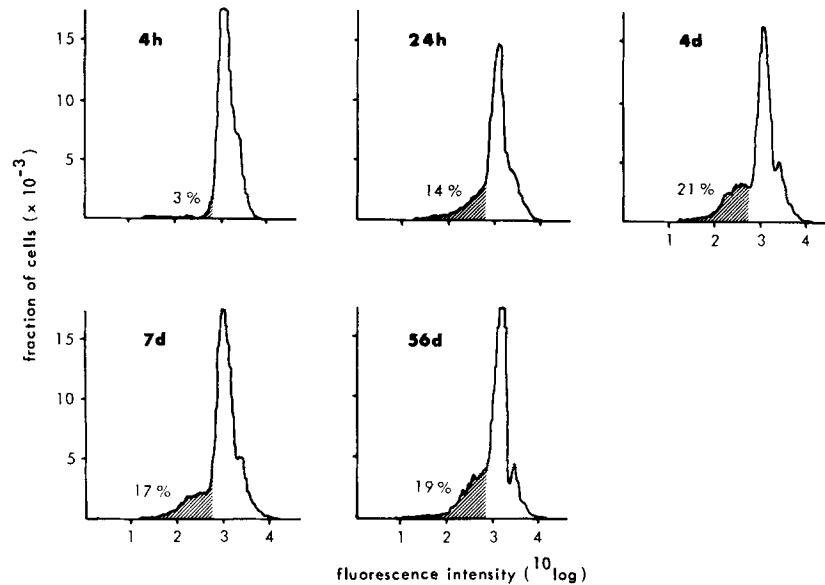 fraction of cells (× 10⁻³)
4h
15
10
5
3 %
24h
14 %
4d
21 %
1 2 3 4
7d
15
10
5
17 %
1 2 3 4
56d
19 %
1 2 3 4
fluorescence intensity (¹⁰log)